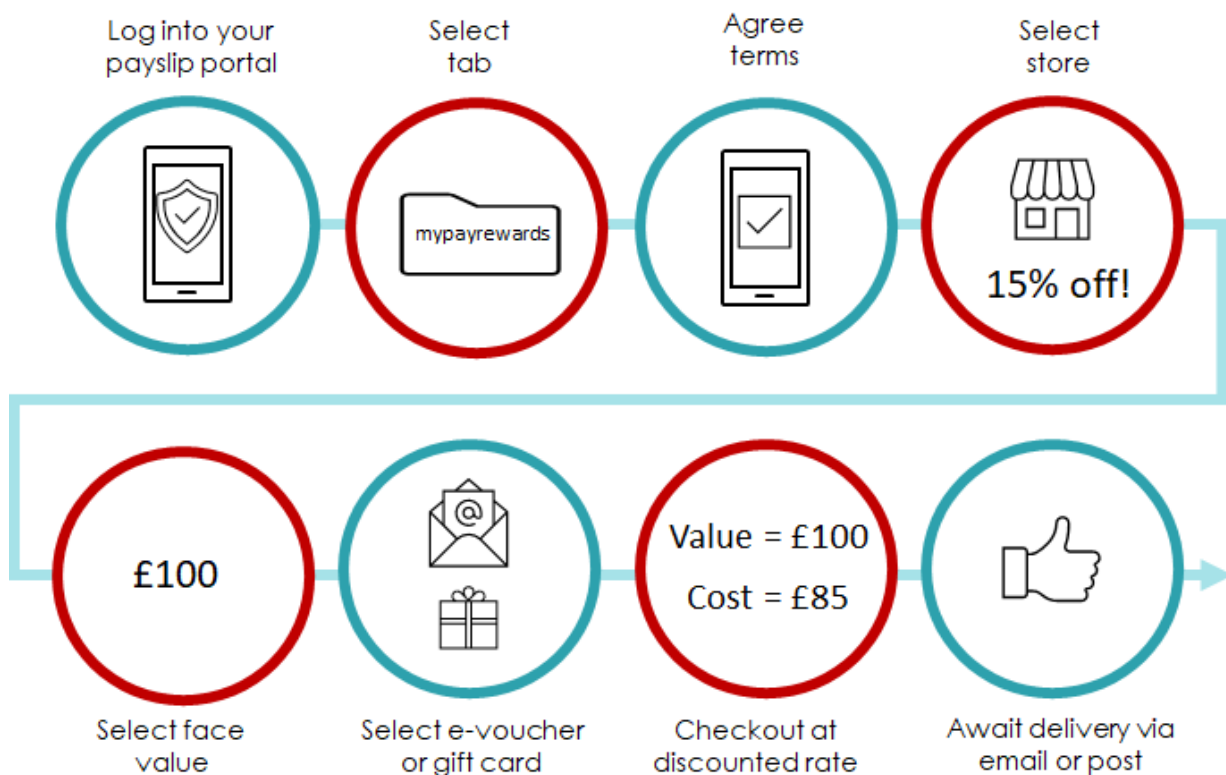 Log into your
payslip portal
Select
tab
Agree
terms
Select
store
mypayrewards
15% off!
£100
@
Value = £100
Cost = £85
Select face
value
Select e-voucher
or gift card
Checkout at
discounted rate
Await delivery via
email or post